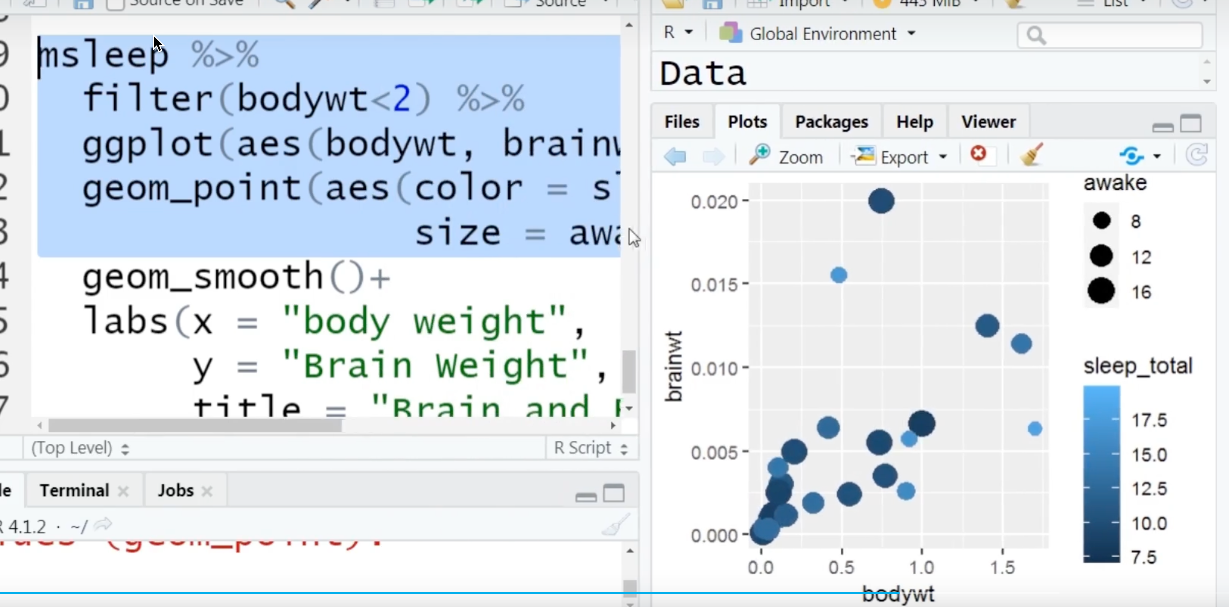 Source on Save
Source
9 msleep %>%
0 filter(bodywt<2) %>%
1 ggplot(aes(bodywt, brainw
2 geom_point(aes(color = sl
3 size = awa
4 geom_smooth()+
5 labs(x = "body weight",
6 y = "Brain Weight",
7 title = "Brain and
(Top Level)
R Script
le Terminal Jobs
R 4.1.2 · ~/
(geom_point).
Import
445 MiB
List
R Global Environment
Data
Files Plots Packages Help Viewer
Zoom Export
0.020
0.015
0.010
0.005
0.000
brainwt
0.0 0.5 1.0 1.5
bodywt
awake
8
12
16
sleep_total
17.5
15.0
12.5
10.0
7.5